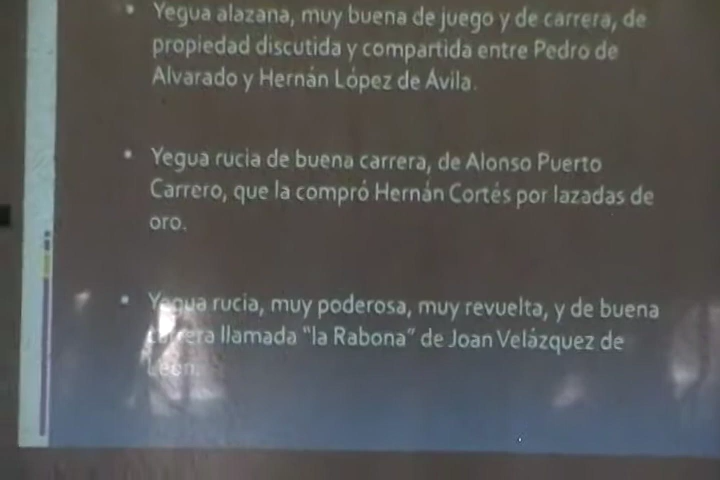 • Yegua alazana, muy buena de juego y de carrera, de
propiedad discutida y compartida entre Pedro de
Alvarado y Hernán López de Ávila.
• Yegua rucia de buena carrera, de Alonso Puerto
Carrero, que la compró Hernán Cortés por lazadas de
oro.
• Yegua rucia, muy poderosa, muy revuelta, y de buena
carrera llamada "la Rabona" de Joan Velázquez de
León.